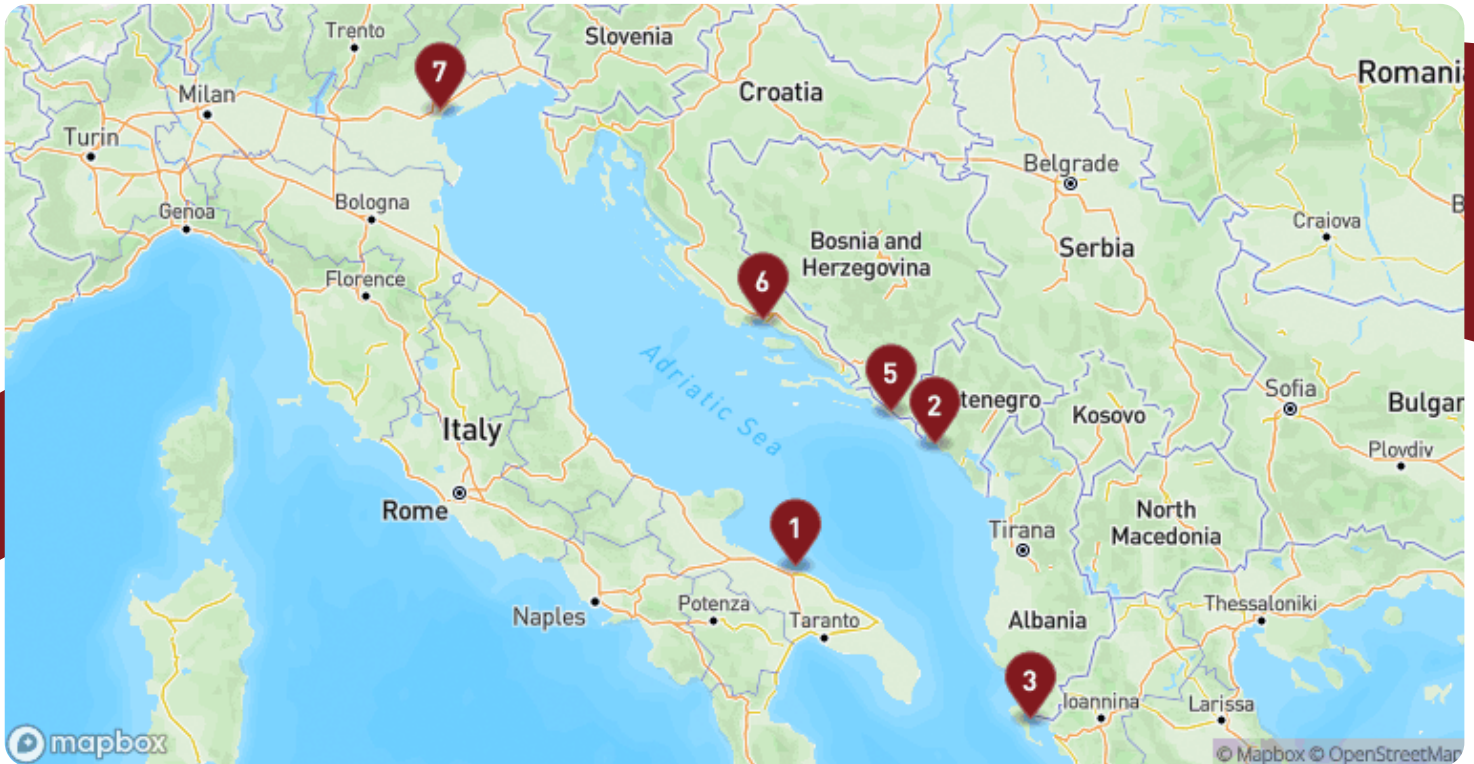 Trento
Slovenia
7
Croatia
Romani
Milan
Turin
Belgrade
Genoa
Bologna
B
Craiova
Bosnia and
Herzegovina
Serbia
6
Florence
Adriatic Sea
5
2
tenegro
Kosovo
Sofia
Bulgar
Italy
Plovdiv
Rome
1
North
Macedonia
Tirana
Naples
Potenza
Taranto
Albania
Thessaloniki
3
Ioannina
Larissa
mapbox
© Mapbox © OpenStreetMap